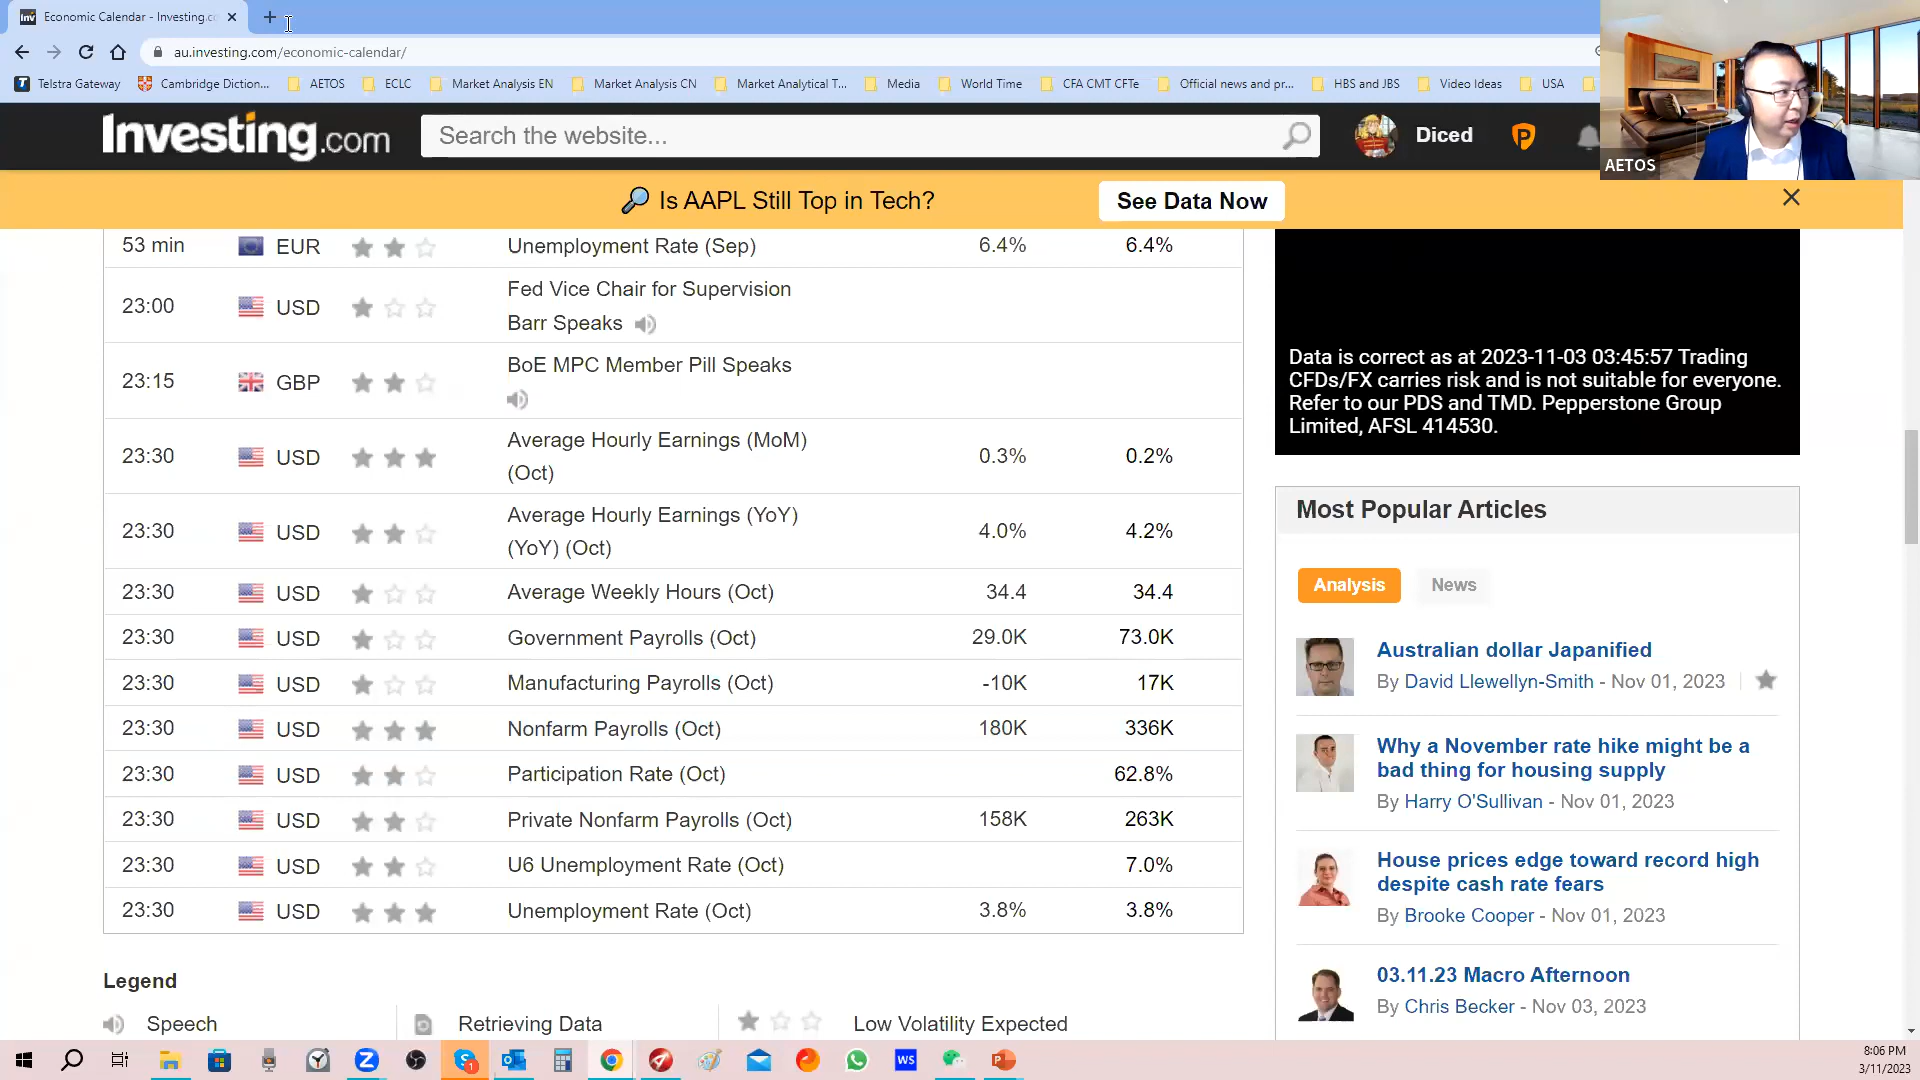 Inv Economic Calendar - Investing.co
au.investing.com/economic-calendar/
Telstra Gateway Cambridge Diction... AETOS ECLC Market Analysis EN Market Analysis CN Market Analytical T... Media World Time CFA CMT CFTe Official news and pr... HBS and JBS Video Ideas USA
Investing.com
Search the website...
Diced
P
AETOS
Is AAPL Still Top in Tech? See Data Now
53 min EUR Unemployment Rate (Sep) 6.4% 6.4%
23:00 USD Fed Vice Chair for Supervision
Barr Speaks
23:15 GBP BoE MPC Member Pill Speaks
23:30 USD Average Hourly Earnings (MoM)
(Oct) 0.3% 0.2%
23:30 USD Average Hourly Earnings (YoY)
(YoY) (Oct) 4.0% 4.2%
23:30 USD Average Weekly Hours (Oct) 34.4 34.4
23:30 USD Government Payrolls (Oct) 29.0K 73.0K
23:30 USD Manufacturing Payrolls (Oct) -10K 17K
23:30 USD Nonfarm Payrolls (Oct) 180K 336K
23:30 USD Participation Rate (Oct) 62.8%
23:30 USD Private Nonfarm Payrolls (Oct) 158K 263K
23:30 USD U6 Unemployment Rate (Oct) 7.0%
23:30 USD Unemployment Rate (Oct) 3.8% 3.8%
Legend
Speech Retrieving Data Low Volatility Expected
Data is correct as at 2023-11-03 03:45:57 Trading
CFDs/FX carries risk and is not suitable for everyone.
Refer to our PDS and TMD. Pepperstone Group
Limited, AFSL 414530.
Most Popular Articles
Analysis News
Australian dollar Japanified
By David Llewellyn-Smith - Nov 01, 2023
Why a November rate hike might be a
bad thing for housing supply
By Harry O'Sullivan - Nov 01, 2023
House prices edge toward record high
despite cash rate fears
By Brooke Cooper - Nov 01, 2023
03.11.23 Macro Afternoon
By Chris Becker - Nov 03, 2023
WS
8:06 PM
3/11/2023